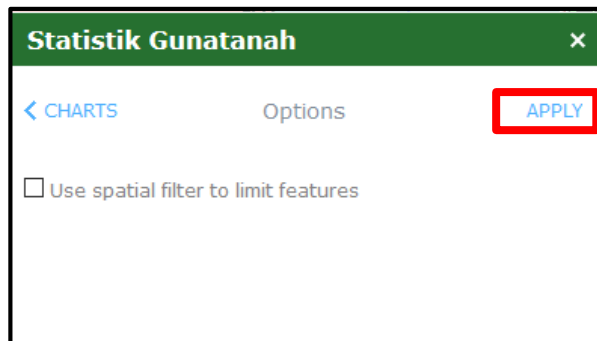 Statistik Gunatanah ×
CHARTS Options APPLY
Use spatial filter to limit features